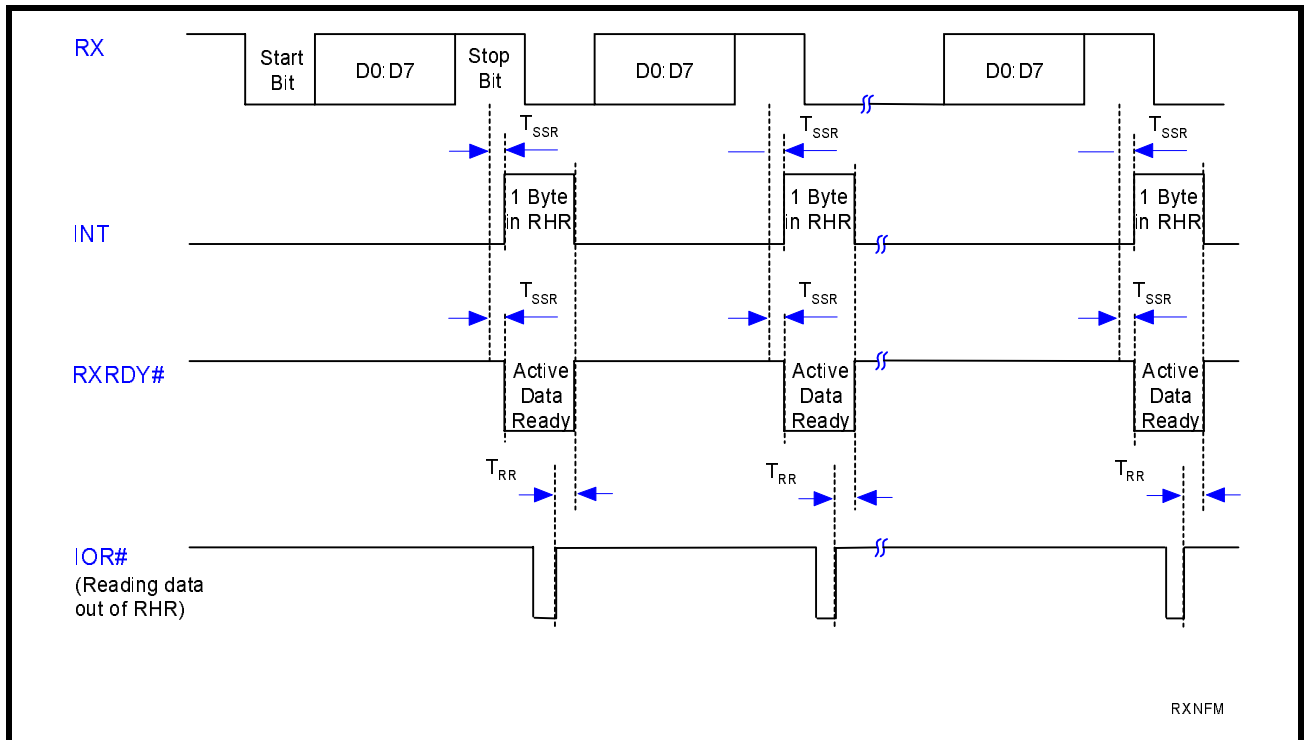 RX
Start
Bit
D0:D7
Stop
Bit
D0:D7
D0:D7
TSSR
TSSR
TSSR
INT
1 Byte
in RHR
1 Byte
in RHR
1 Byte
in RHR
TSSR
TSSR
TSSR
RXRDY#
Active
Data
Ready
Active
Data
Ready
Active
Data
Ready
TRR
TRR
TRR
IOR#
(Reading data
out of RHR)
RXNFM